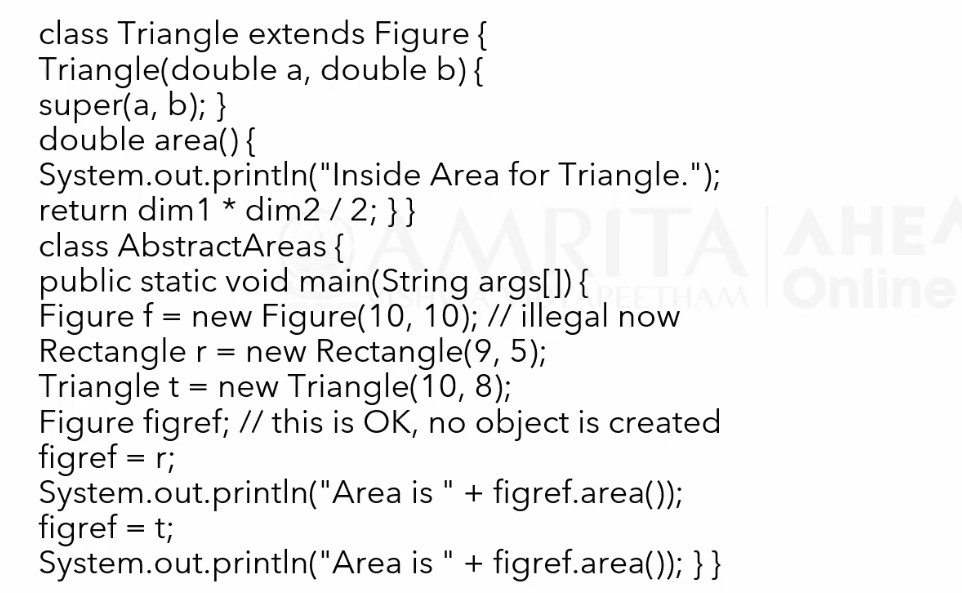 class Triangle extends Figure {
Triangle(double a, double b) {
super(a, b); }
double area() {
System.out.println("Inside Area for Triangle.");
return dim1 * dim2 / 2; } }
class AbstractAreas {
public static void main(String args[]) {
Figure f = new Figure(10, 10); // illegal now
Rectangle r = new Rectangle(9, 5);
Triangle t = new Triangle(10, 8);
Figure figref; // this is OK, no object is created
figref = r;
System.out.println("Area is " + figref.area());
figref = t;
System.out.println("Area is " + figref.area()); } }
AMRITA
AHEA
Online